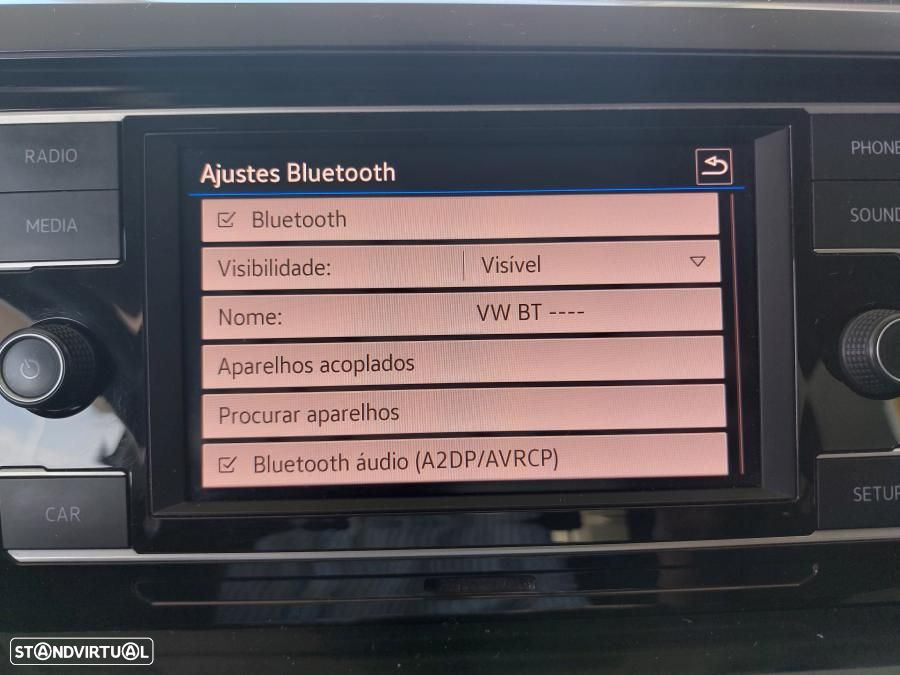 RADIO
MEDIA
CAR
Ajustes Bluetooth
Bluetooth
Visibilidade: Visível
Nome: VW BT ----
Aparelhos acoplados
Procurar aparelhos
Bluetooth áudio (A2DP/AVRCP)
PHONE
SOUND
SETUP
STANDVIRTUAL